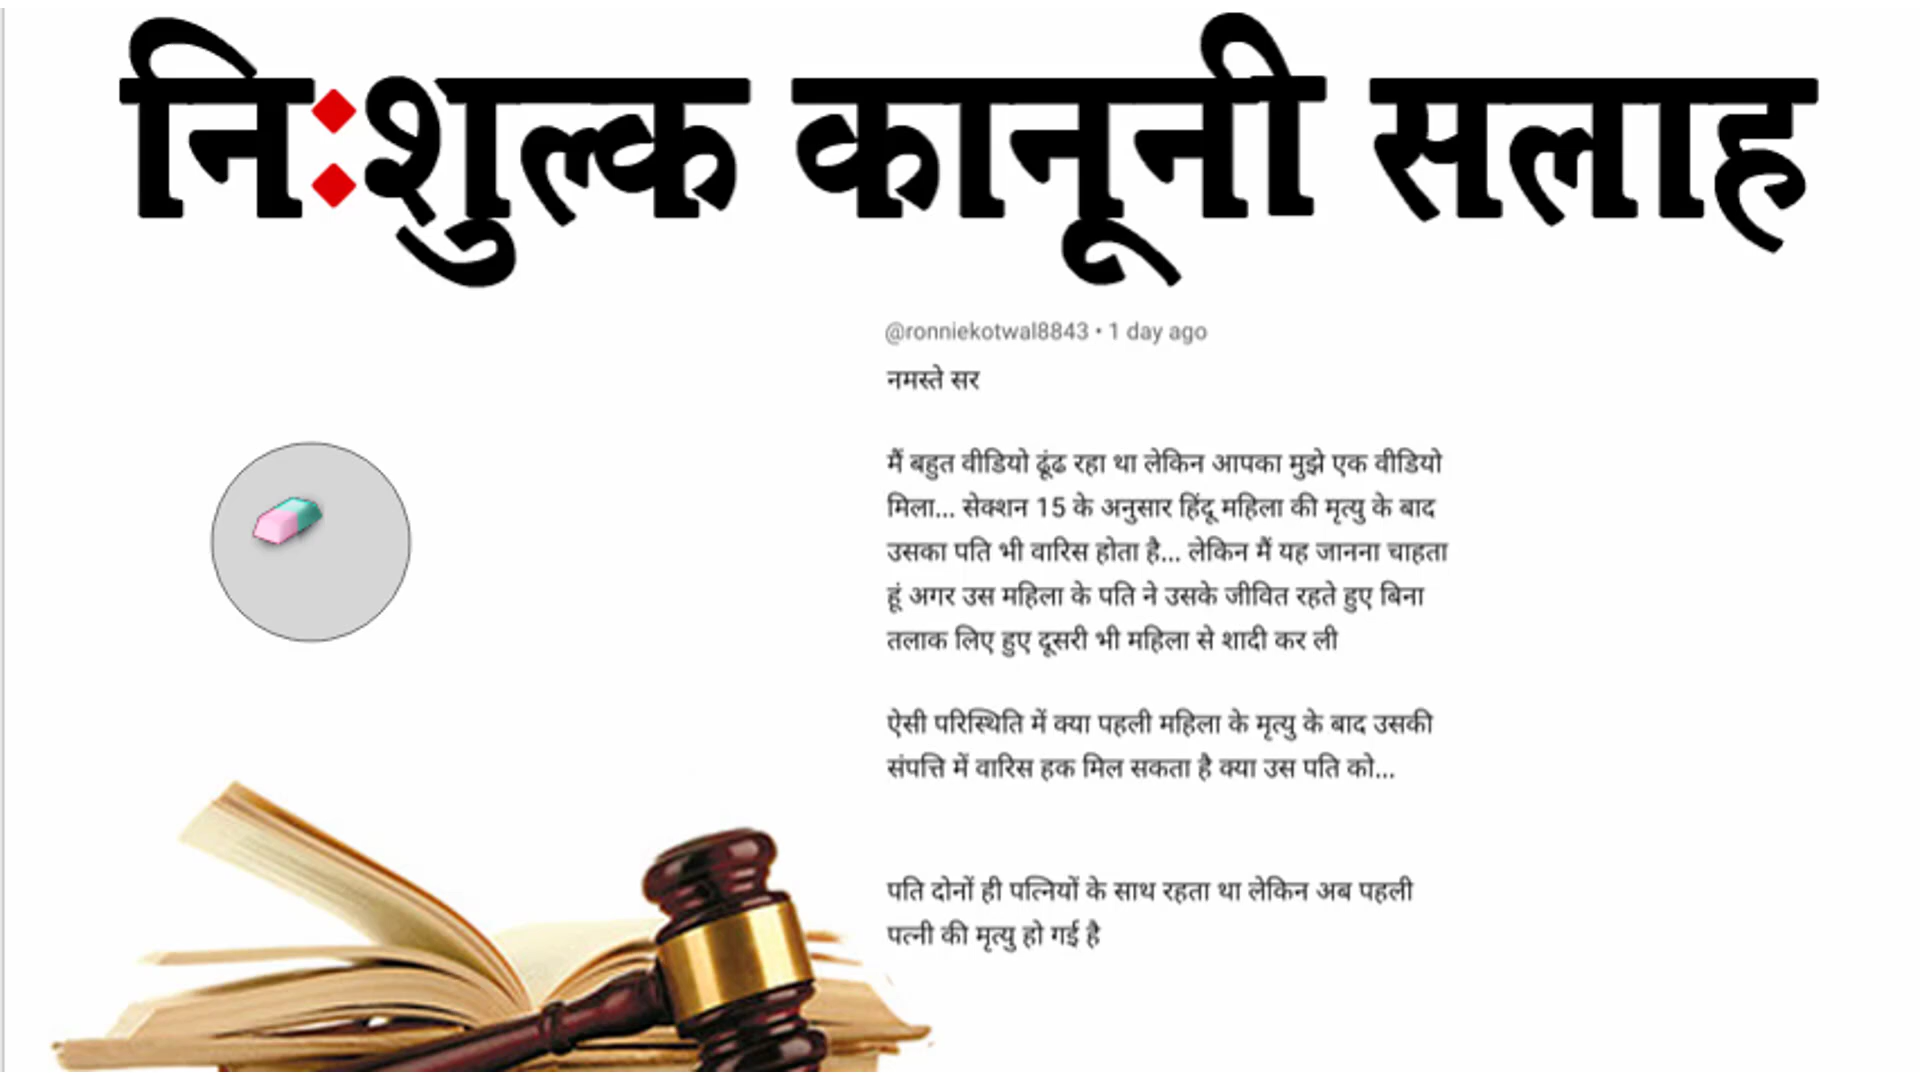 नि:शुल्क कानूनी सलाह
@ronniekotwal8843 • 1 day ago
नमस्ते सर
मैं बहुत वीडियो ढूंढ रहा था लेकिन आपका मुझे एक वीडियो
मिला... सेक्शन 15 के अनुसार हिंदू महिला की मृत्यु के बाद
उसका पति भी वारिस होता है... लेकिन मैं यह जानना चाहता
हूं अगर उस महिला के पति ने उसके जीवित रहते हुए बिना
तलाक लिए हुए दूसरी भी महिला से शादी कर ली
ऐसी परिस्थिति में क्या पहली महिला के मृत्यु के बाद उसकी
संपत्ति में वारिस हक मिल सकता है क्या उस पति को...
पति दोनों ही पत्नियों के साथ रहता था लेकिन अब पहली
पत्नी की मृत्यु हो गई है